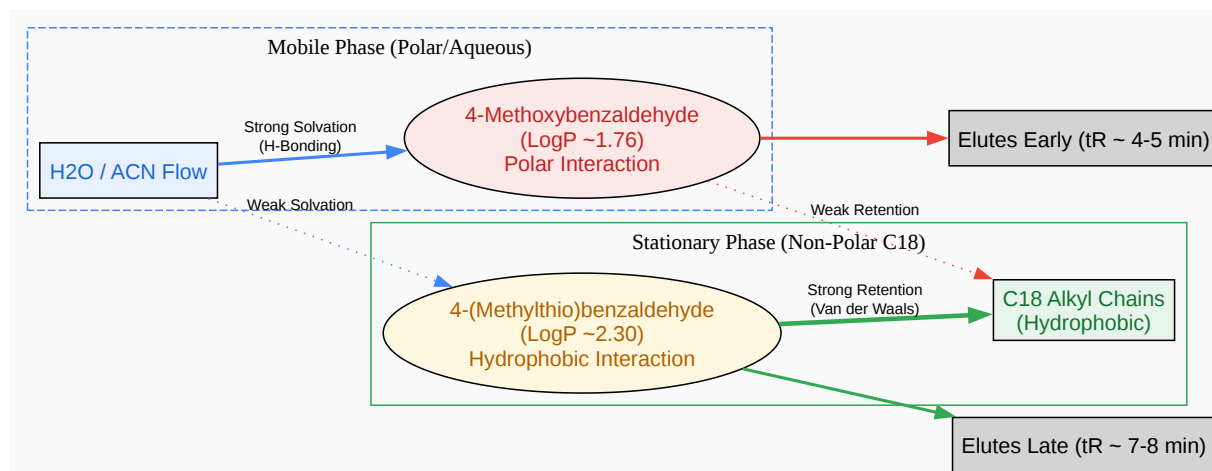 Mobile Phase (Polar/Aqueous)
H2O / ACN Flow
Strong Solvation
(H-Bonding)
4-Methoxybenzaldehyde
(LogP ~1.76)
Polar Interaction
Elutes Early (tR ~ 4-5 min)
Weak Solvation
Weak Retention
Stationary Phase (Non-Polar C18)
4-(Methylthio)benzaldehyde
(LogP ~2.30)
Hydrophobic Interaction
Strong Retention
(Van der Waals)
C18 Alkyl Chains
(Hydrophobic)
Elutes Late (tR ~ 7-8 min)